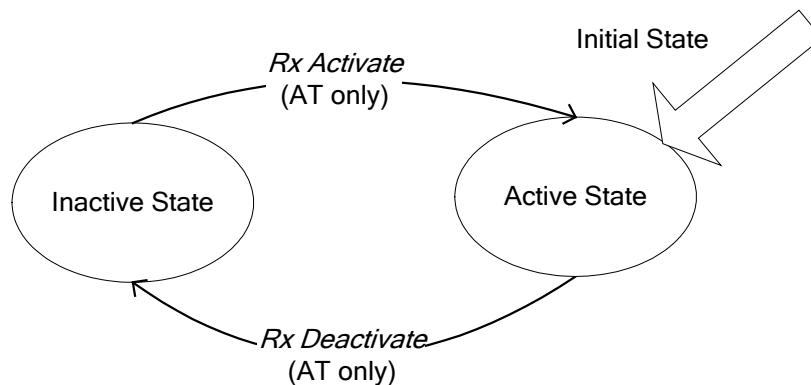 Initial State
Rx Activate
(AT only)
Inactive State
Active State
Rx Deactivate
(AT only)